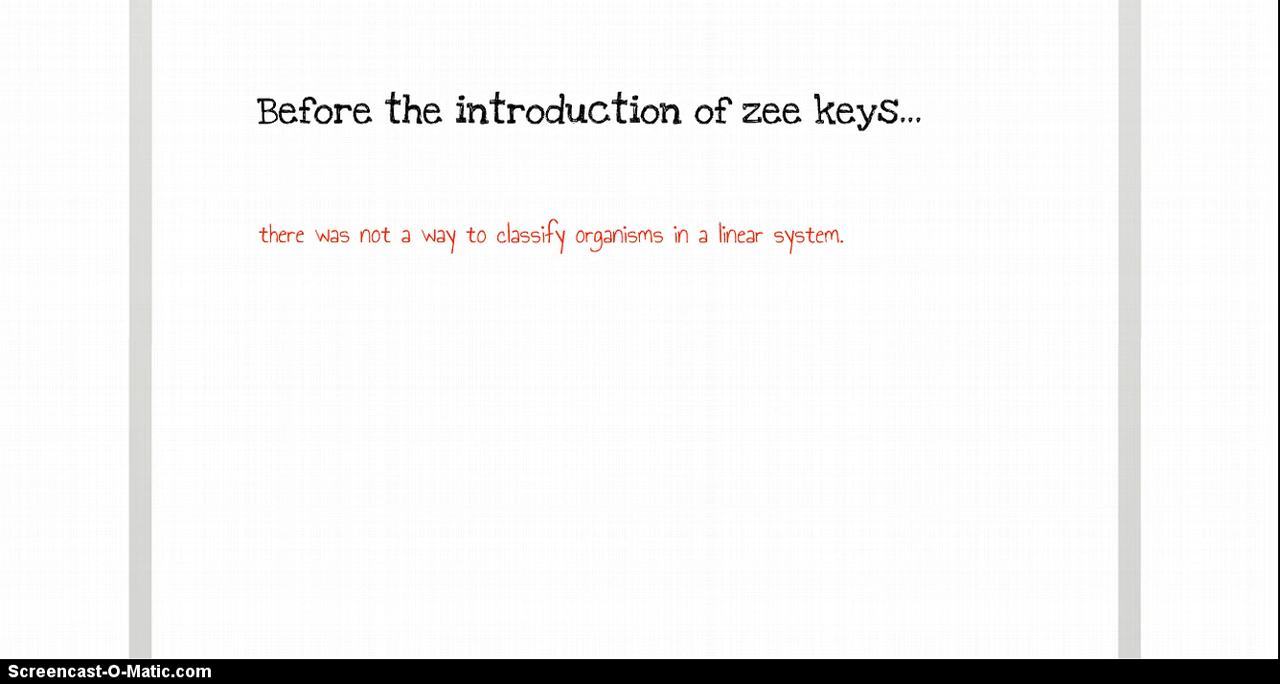 Before the introduction of zee keys...
there was not a way to classify organisms in a linear system.
Screencast-O-Matic.com